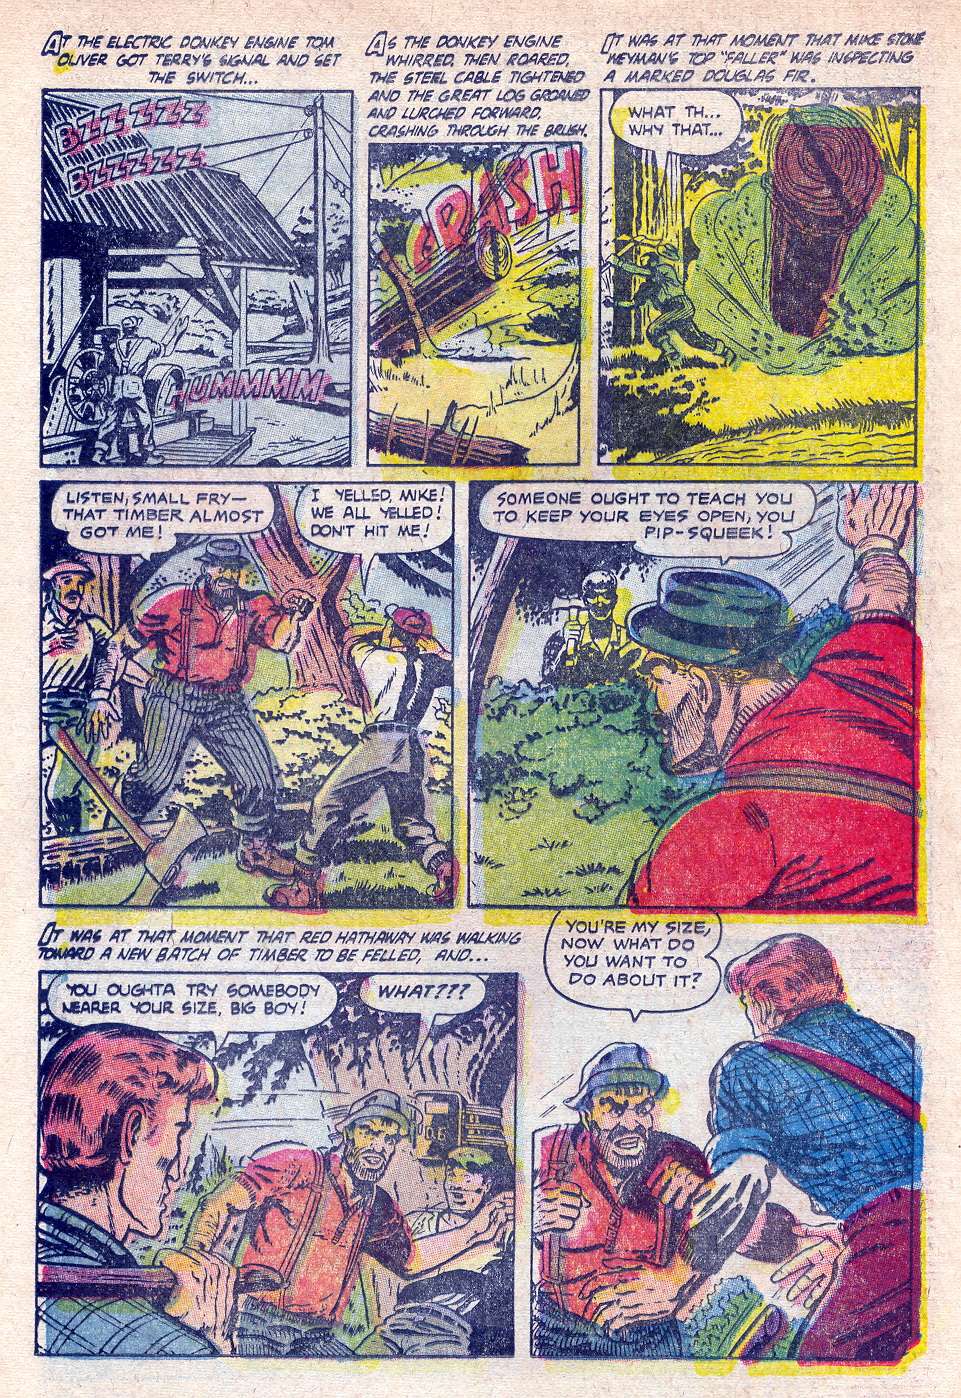 AT THE ELECTRIC DONKEY ENGINE TOM
OLIVER GOT TERRY'S SIGNAL AND SET
THE SWITCH...
BZZZZZZ
BZZZZZZ
HUMMMMM
AS THE DONKEY ENGINE
WHIRRED, THEN ROARED,
THE STEEL CABLE TIGHTENED
AND THE GREAT LOG GROANED
AND LURCHED FORWARD,
CRASHING THROUGH THE BRUSH.
CRASH
IT WAS AT THAT MOMENT THAT MIKE STONE
WEYMAN'S TOP "FALLER" WAS INSPECTING
A MARKED DOUGLAS FIR.
WHAT TH...
WHY THAT...
LISTEN, SMALL FRY—
THAT TIMBER ALMOST
GOT ME!
I YELLED, MIKE!
WE ALL YELLED!
DON'T HIT ME!
SOMEONE OUGHT TO TEACH YOU
TO KEEP YOUR EYES OPEN, YOU
PIP-SQUEEK!
IT WAS AT THAT MOMENT THAT RED HATHAWAY WAS WALKING
TOWARD A NEW BATCH OF TIMBER TO BE FELLED, AND...
YOU OUGHTA TRY SOMEBODY
NEARER YOUR SIZE, BIG BOY!
WHAT???
YOU'RE MY SIZE,
NOW WHAT DO
YOU WANT TO
DO ABOUT IT?